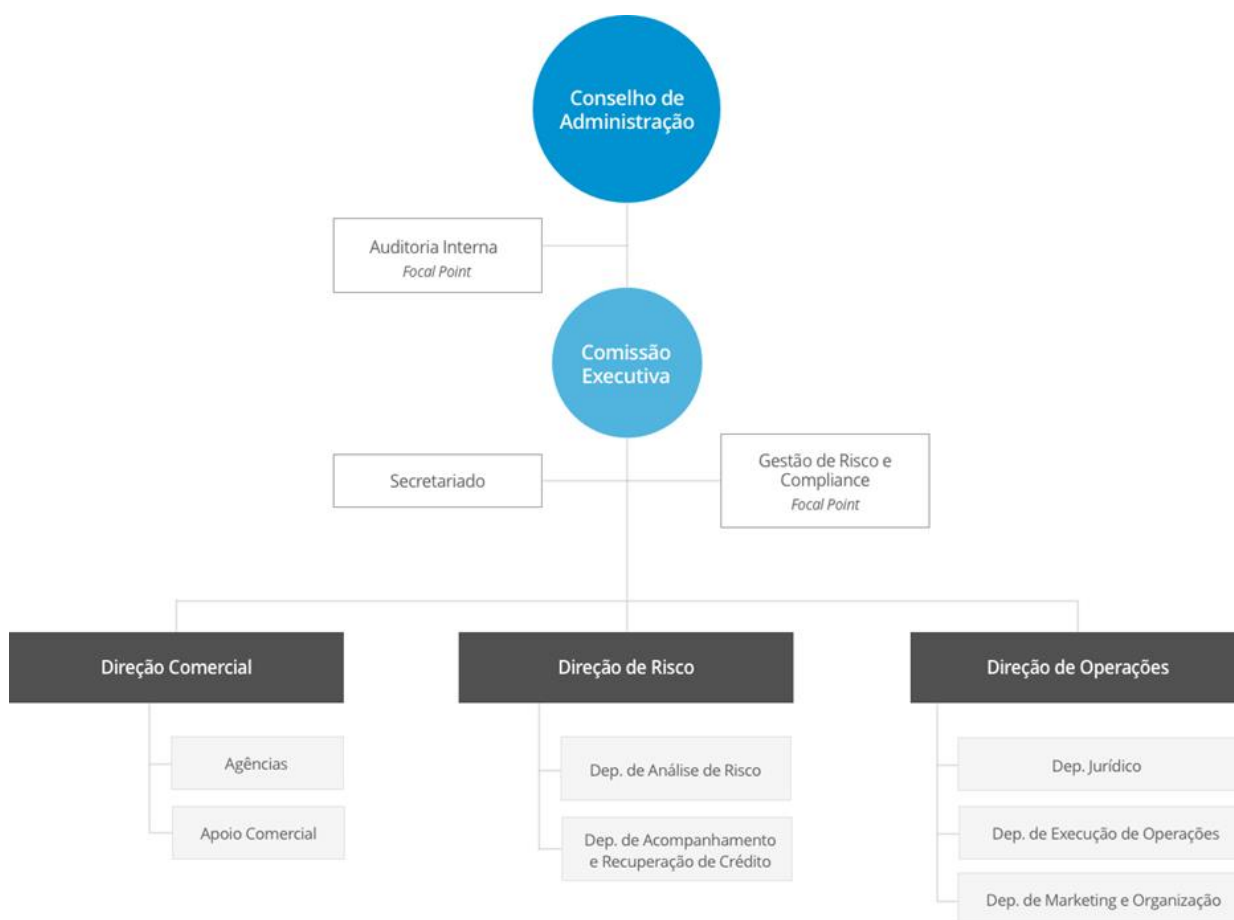 Conselho de
Administração
Auditoria Interna
Focal Point
Comissão
Executiva
Secretariado
Gestão de Risco e
Compliance
Focal Point
Direção Comercial
Agências
Apoio Comercial
Direção de Risco
Dep. de Análise de Risco
Dep. de Acompanhamento
e Recuperação de Crédito
Direção de Operações
Dep. Jurídico
Dep. de Execução de Operações
Dep. de Marketing e Organização